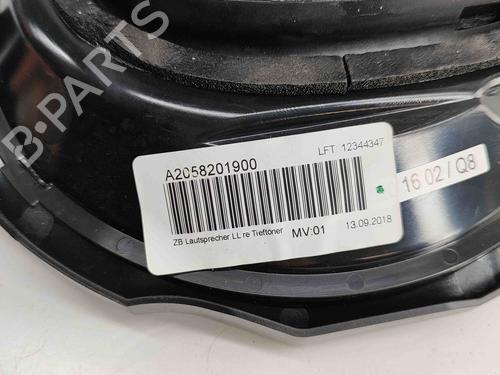 B-PARTS
A2058201900
LFT 12344347
16 02 / Q8
ZB Lautsprecher LL re Tieftöner MV:01 13.09.2018